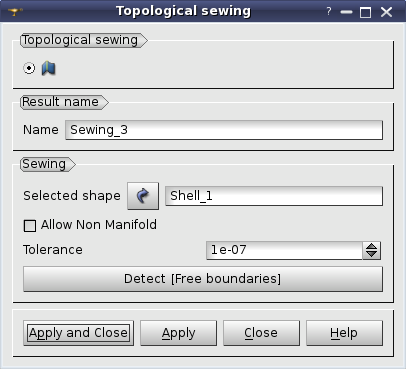 Topological sewing
Topological sewing
Result name
Name Sewing_3
Sewing
Selected shape Shell_1
Allow Non Manifold
Tolerance 1e-07
Detect [Free boundaries]
Apply and Close Apply Close Help